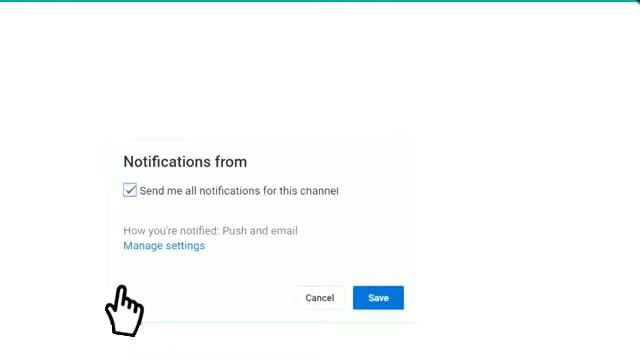 Notifications from
Send me all notifications for this channel
How you're notified: Push and email
Manage settings
Cancel Save